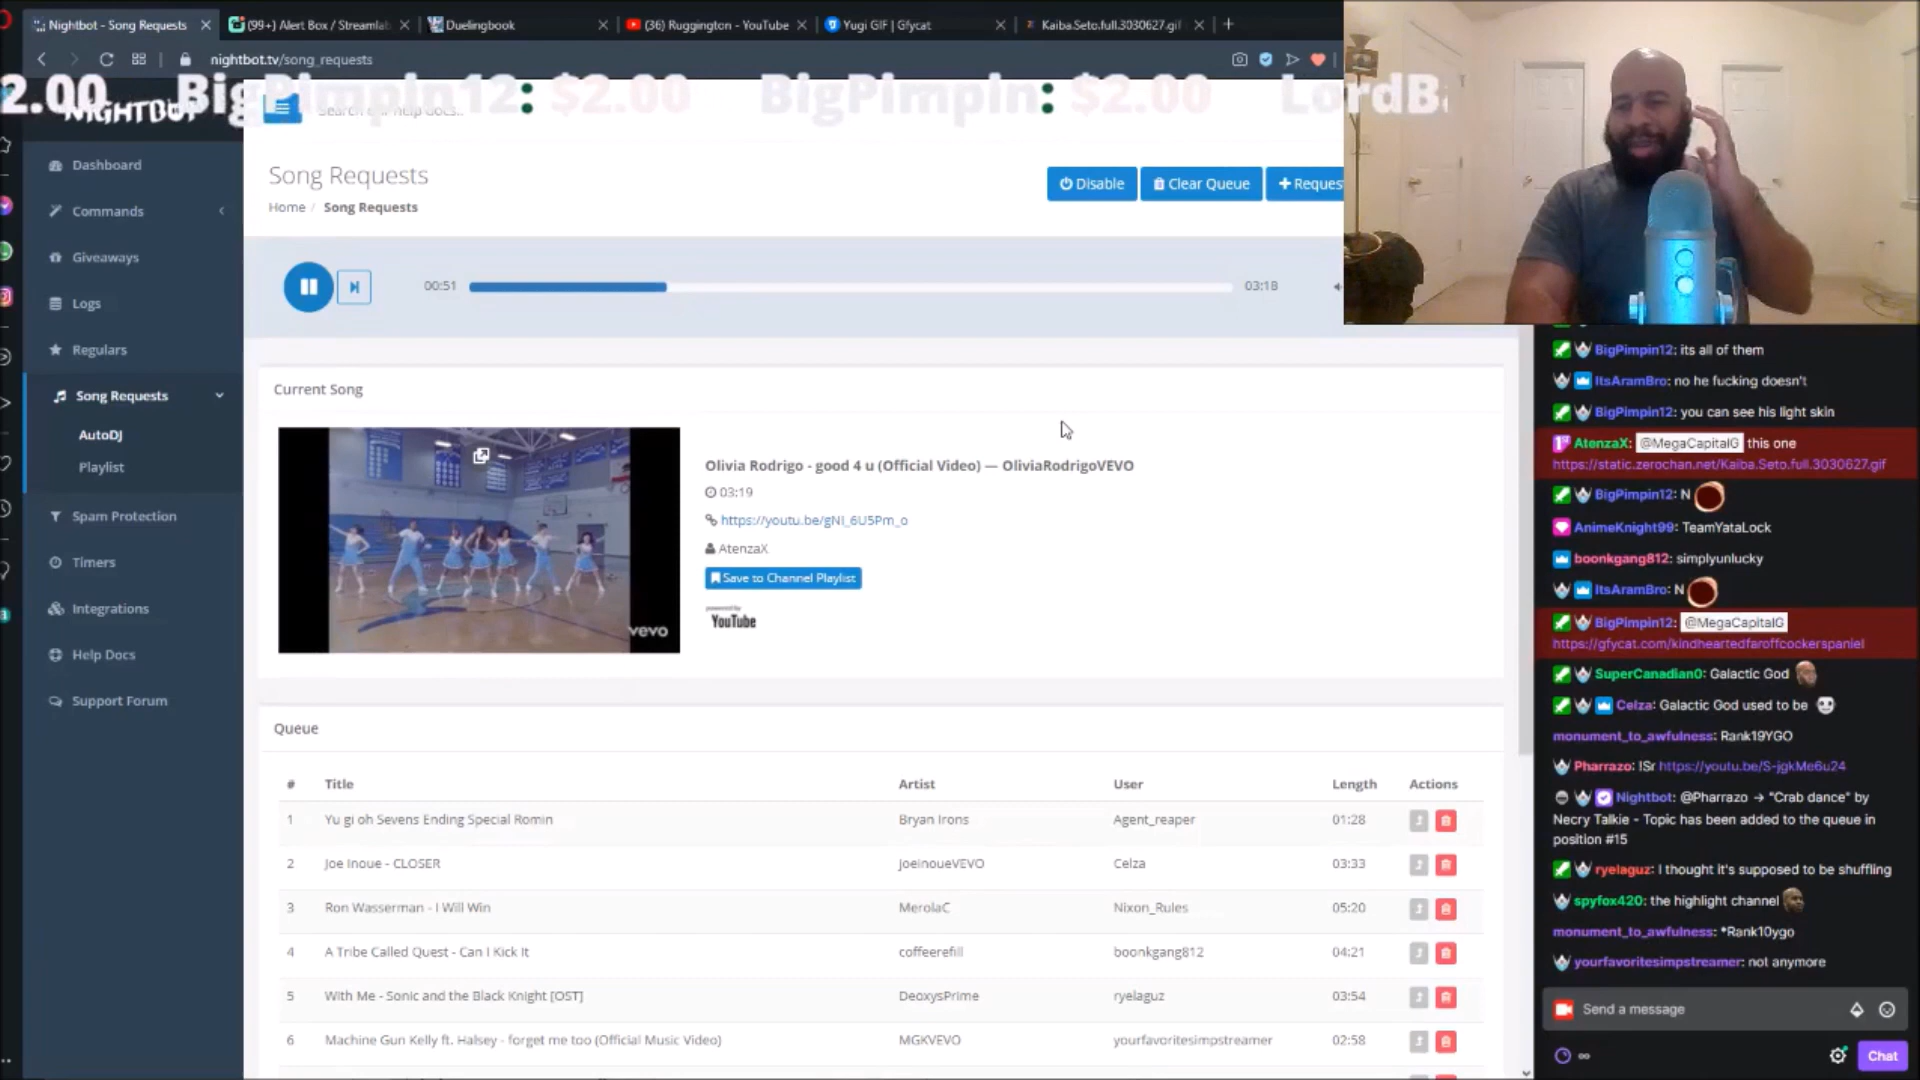 Nightbot - Song Requests
(99+) Alert Box / Streamlab
Duelingbook
(36) Ruggington - YouTube
Yugi GIF | Gfycat
Kaiba.Seto.full.3030627.gif
nightbot.tv/song_requests
2.00 BigPimpin12: $2.00 BigPimpin: $2.00 LordBa
NIGHTBOT
Search our help docs..
Dashboard
Commands
Giveaways
Logs
Regulars
Song Requests
AutoDJ
Playlist
Spam Protection
Timers
Integrations
Help Docs
Support Forum
Song Requests
Home / Song Requests
Disable
Clear Queue
+Reques
00:51
03:18
Current Song
vevo
Olivia Rodrigo - good 4 u (Official Video) — OliviaRodrigoVEVO
03:19
https://youtu.be/gNi_6U5Pm_o
AtenzaX
Save to Channel Playlist
powered by
YouTube
Queue
# Title Artist User Length Actions
1 Yu gi oh Sevens Ending Special Romin Bryan Irons Agent_reaper 01:28
2 Joe Inoue - CLOSER JoeInoueVEVO Celza 03:33
3 Ron Wasserman - I Will Win MerolaC Nixon_Rules 05:20
4 A Tribe Called Quest - Can I Kick It coffeerefill boonkgang812 04:21
5 With Me - Sonic and the Black Knight [OST] DeoxysPrime ryelaguz 03:54
6 Machine Gun Kelly ft. Halsey - forget me too (Official Music Video) MGKVEVO yourfavoritesimpstreamer 02:58
BigPimpin12: its all of them
ItsAramBro: no he fucking doesn't
BigPimpin12: you can see his light skin
AtenzaX: @MegaCapitalG this one
https://static.zerochan.net/Kaiba.Seto.full.3030627.gif
BigPimpin12: N
AnimeKnight99: TeamYataLock
boonkgang812: simplyunlucky
ItsAramBro: N
BigPimpin12: @MegaCapitalG
https://gfycat.com/kindheartedfaroffcockerspaniel
SuperCanadian0: Galactic God
Celza: Galactic God used to be
monument_to_awfulness: Rank19YGO
Pharrazo: !Sr https://youtu.be/S-jgkMe6u24
Nightbot: @Pharrazo → "Crab dance" by
Necry Talkie - Topic has been added to the queue in
position #15
ryelaguz: I thought it's supposed to be shuffling
spyfox420: the highlight channel
monument_to_awfulness: *Rank10ygo
yourfavoritesimpstreamer: not anymore
Send a message
Chat